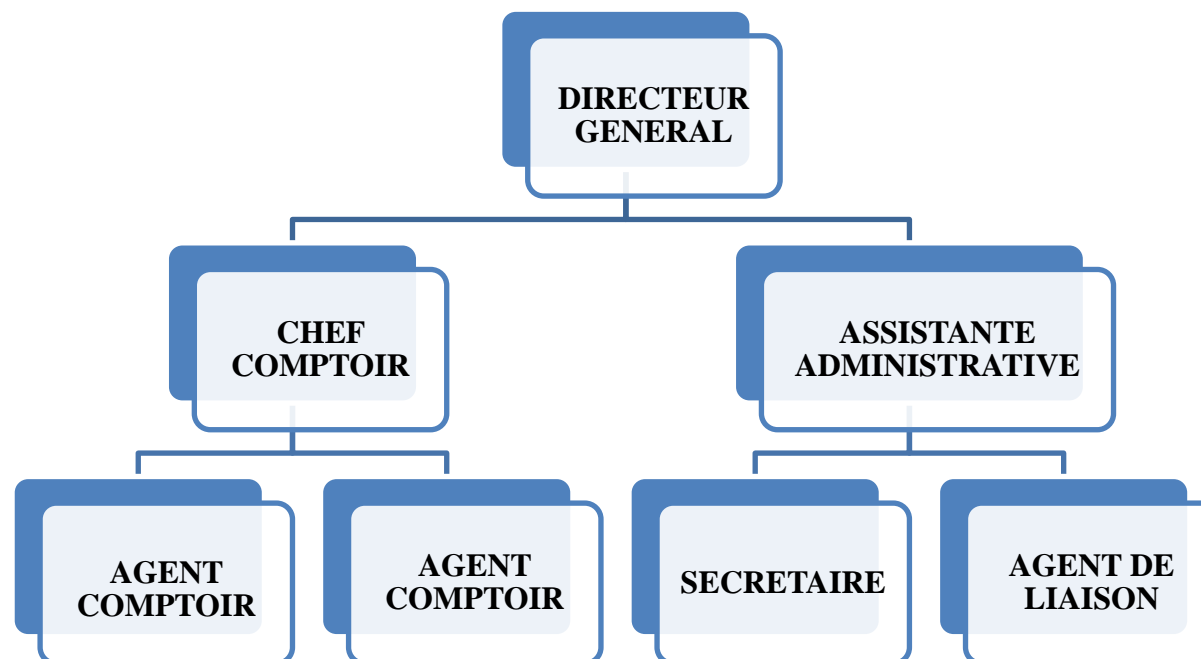 DIRECTEUR
GENERAL
CHEF
COMPTOIR
ASSISTANTE
ADMINISTRATIVE
AGENT
COMPTOIR
AGENT
COMPTOIR
SECRETAIRE
AGENT DE
LIAISON